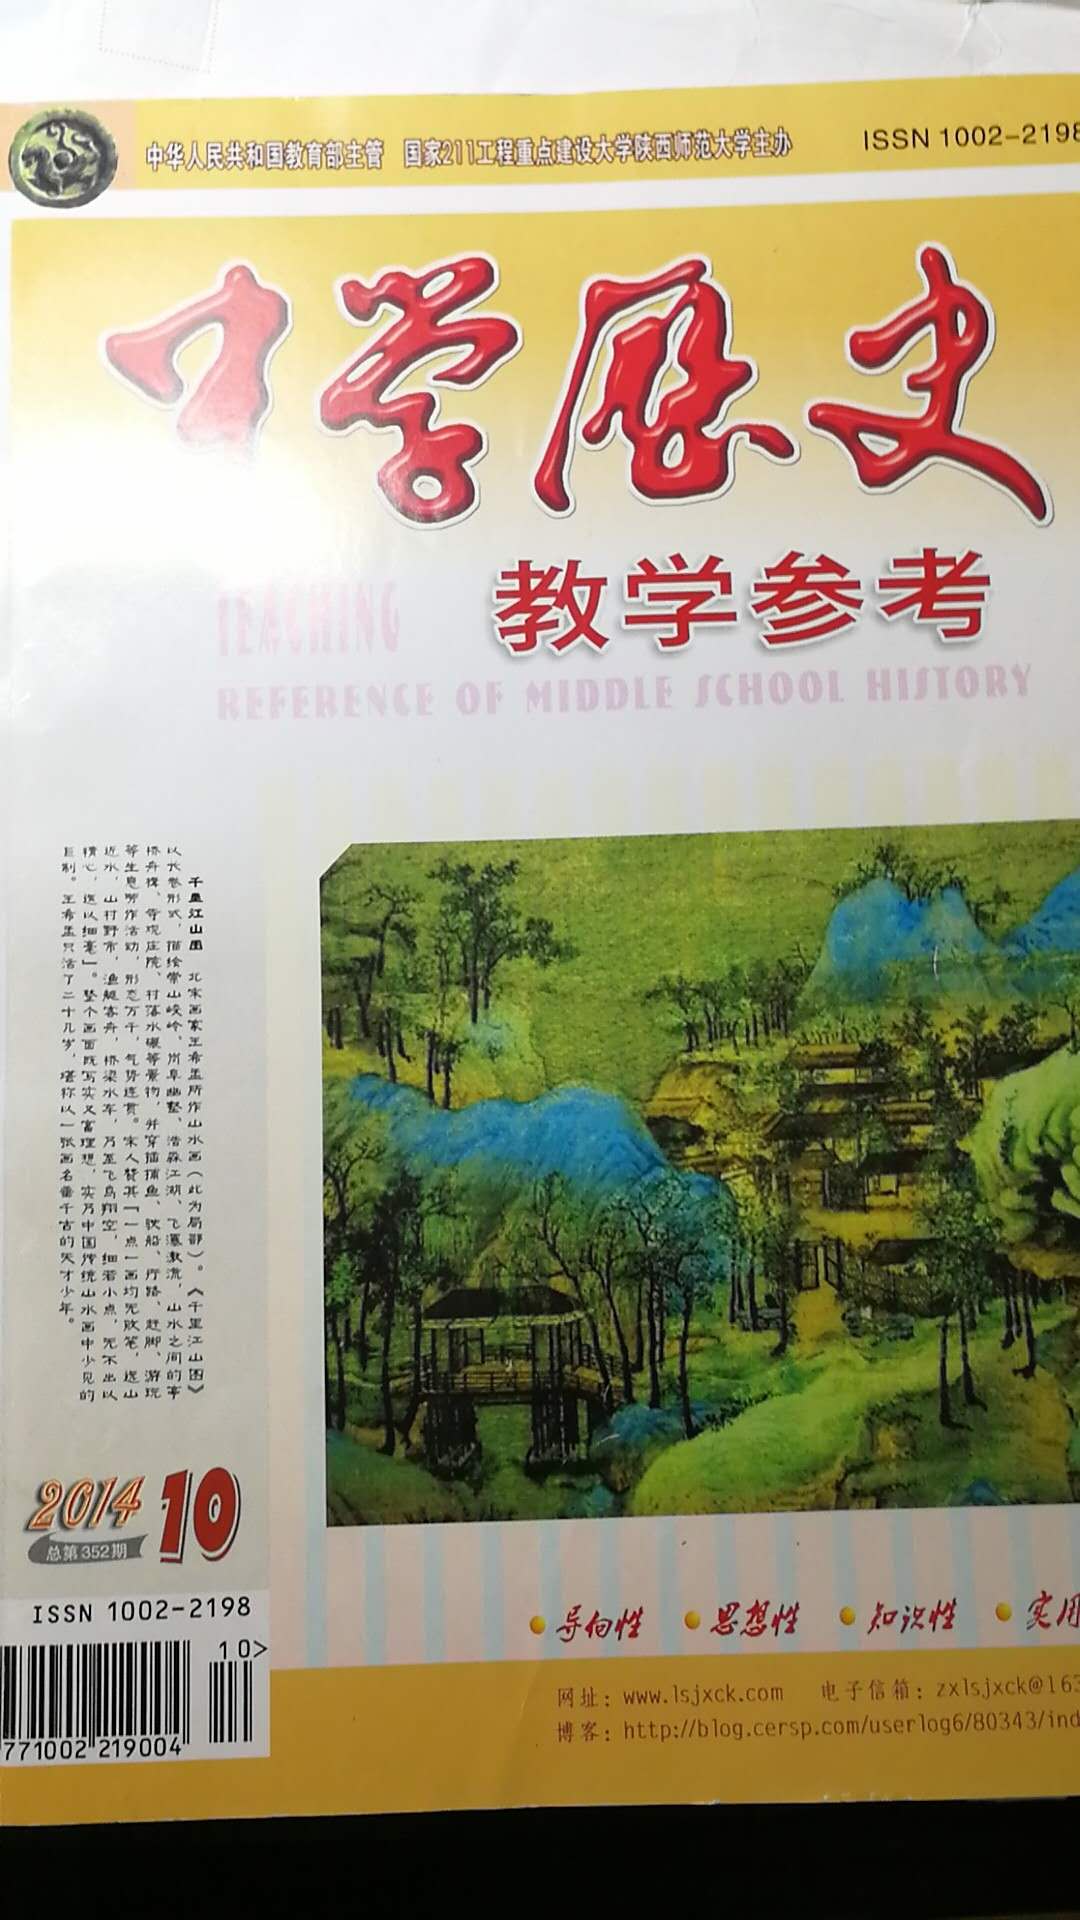 中华人民共和国教育部主管 国家211工程重点建设大学陕西师范大学主办
ISSN 1002-2198
中学历史
教学参考
TEACHING
REFERENCE OF MIDDLE SCHOOL HISTORY
千里江山图 北宋画家王希孟所作山水画（此为局部）。《千里江山图》
以长卷形式，描绘常山峻岭、岗阜幽壑、浩淼江湖、飞瀑激流，山水之间的亭
桥舟楫、寺观庄院、村落水碾等景物，并穿插捕鱼、驶船、行路、赶脚、游玩
等生息劳作活动，形态万千，气势连贯。宋人赞其“一点一画均无败笔，远山
近水，山村野市，渔艇客舟，桥梁水车，乃至飞鸟翔空，细若小点，无不出以
精心，运以细毫”。整个画面既写实又富理想，实乃中国传统山水画中少见的
巨制。王希孟只活了二十几岁，堪称以一张画名垂千古的天才少年。
2014 10
总第352期
ISSN 1002-2198
10>
771002 219004
导向性 思想性 知识性 实用
网址：www.lsjxck.com 电子信箱：zxlsjxck@163
博客：http://blog.cersp.com/userlog6/80343/ind